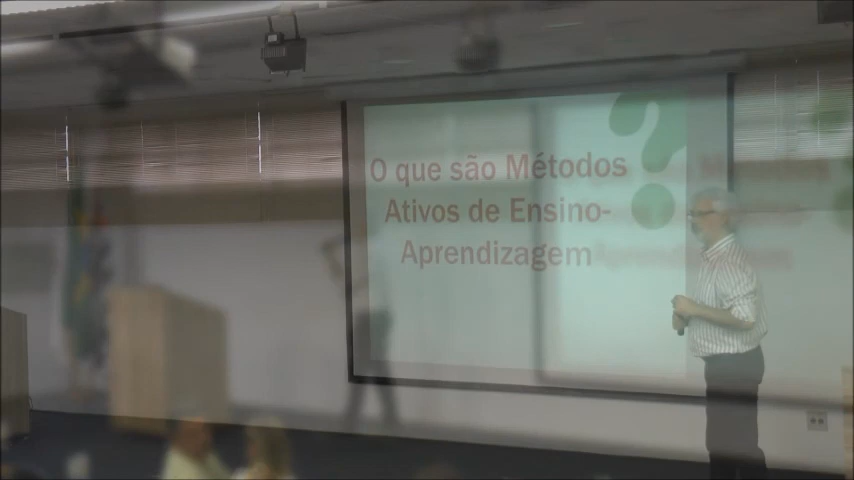 O que são Métodos
Ativos de Ensino-
Aprendizagem
?